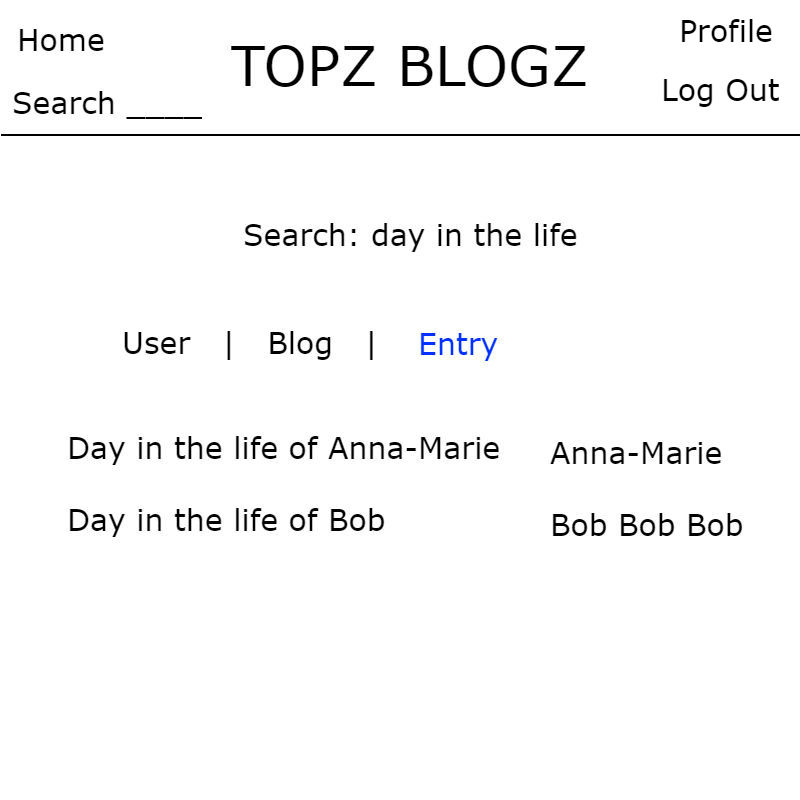 Home
Search ____
TOPZ BLOGZ
Profile
Log Out
Search: day in the life
User | Blog | Entry
Day in the life of Anna-Marie Anna-Marie
Day in the life of Bob Bob Bob Bob